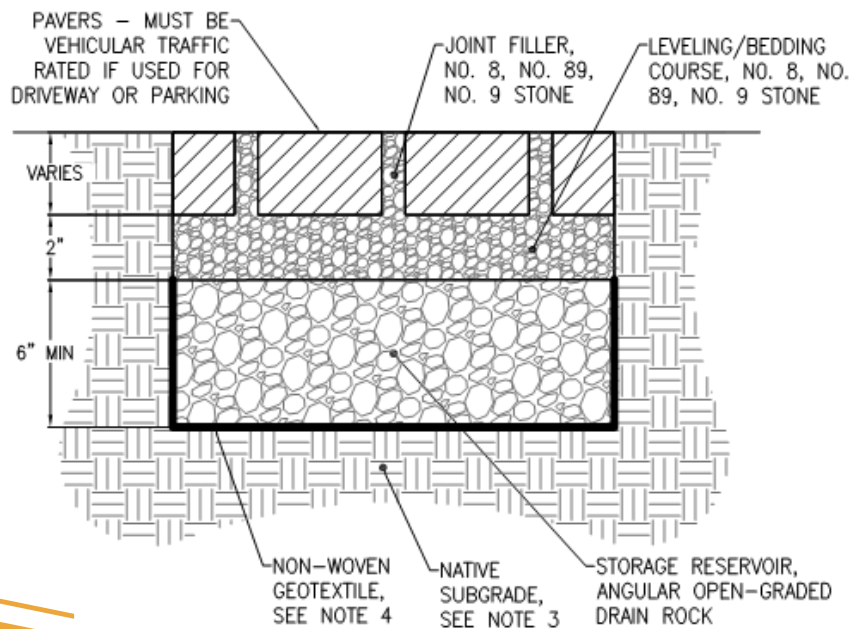 PAVERS – MUST BE
VEHICULAR TRAFFIC
RATED IF USED FOR
DRIVEWAY OR PARKING
JOINT FILLER,
NO. 8, NO. 89,
NO. 9 STONE
LEVELING/BEDDING
COURSE, NO. 8, NO.
89, NO. 9 STONE
VARIES
2"
6" MIN
NON–WOVEN
GEOTEXTILE,
SEE NOTE 4
NATIVE
SUBGRADE,
SEE NOTE 3
STORAGE RESERVOIR,
ANGULAR OPEN–GRADED
DRAIN ROCK